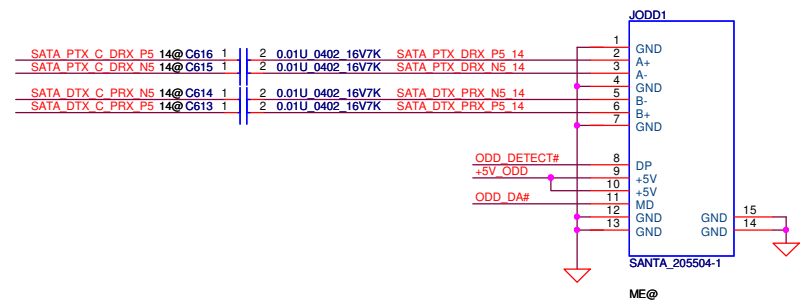 JODD1
1 GND
SATA_PTX_C_DRX_P5 14@ C616 1 2 0.01U_0402_16V7K SATA_PTX_DRX_P5_14 2 A+
SATA_PTX_C_DRX_N5 14@ C615 1 2 0.01U_0402_16V7K SATA_PTX_DRX_N5_14 3 A-
4 GND
SATA_DTX_C_PRX_N5 14@ C614 1 2 0.01U_0402_16V7K SATA_DTX_PRX_N5_14 5 B-
SATA_DTX_C_PRX_P5 14@ C613 1 2 0.01U_0402_16V7K SATA_DTX_PRX_P5_14 6 B+
7 GND
ODD_DETECT# 8 DP
+5V_ODD 9 +5V
10 +5V
ODD_DA# 11 MD
12 GND GND 15
13 GND GND 14
SANTA_205504-1
ME@